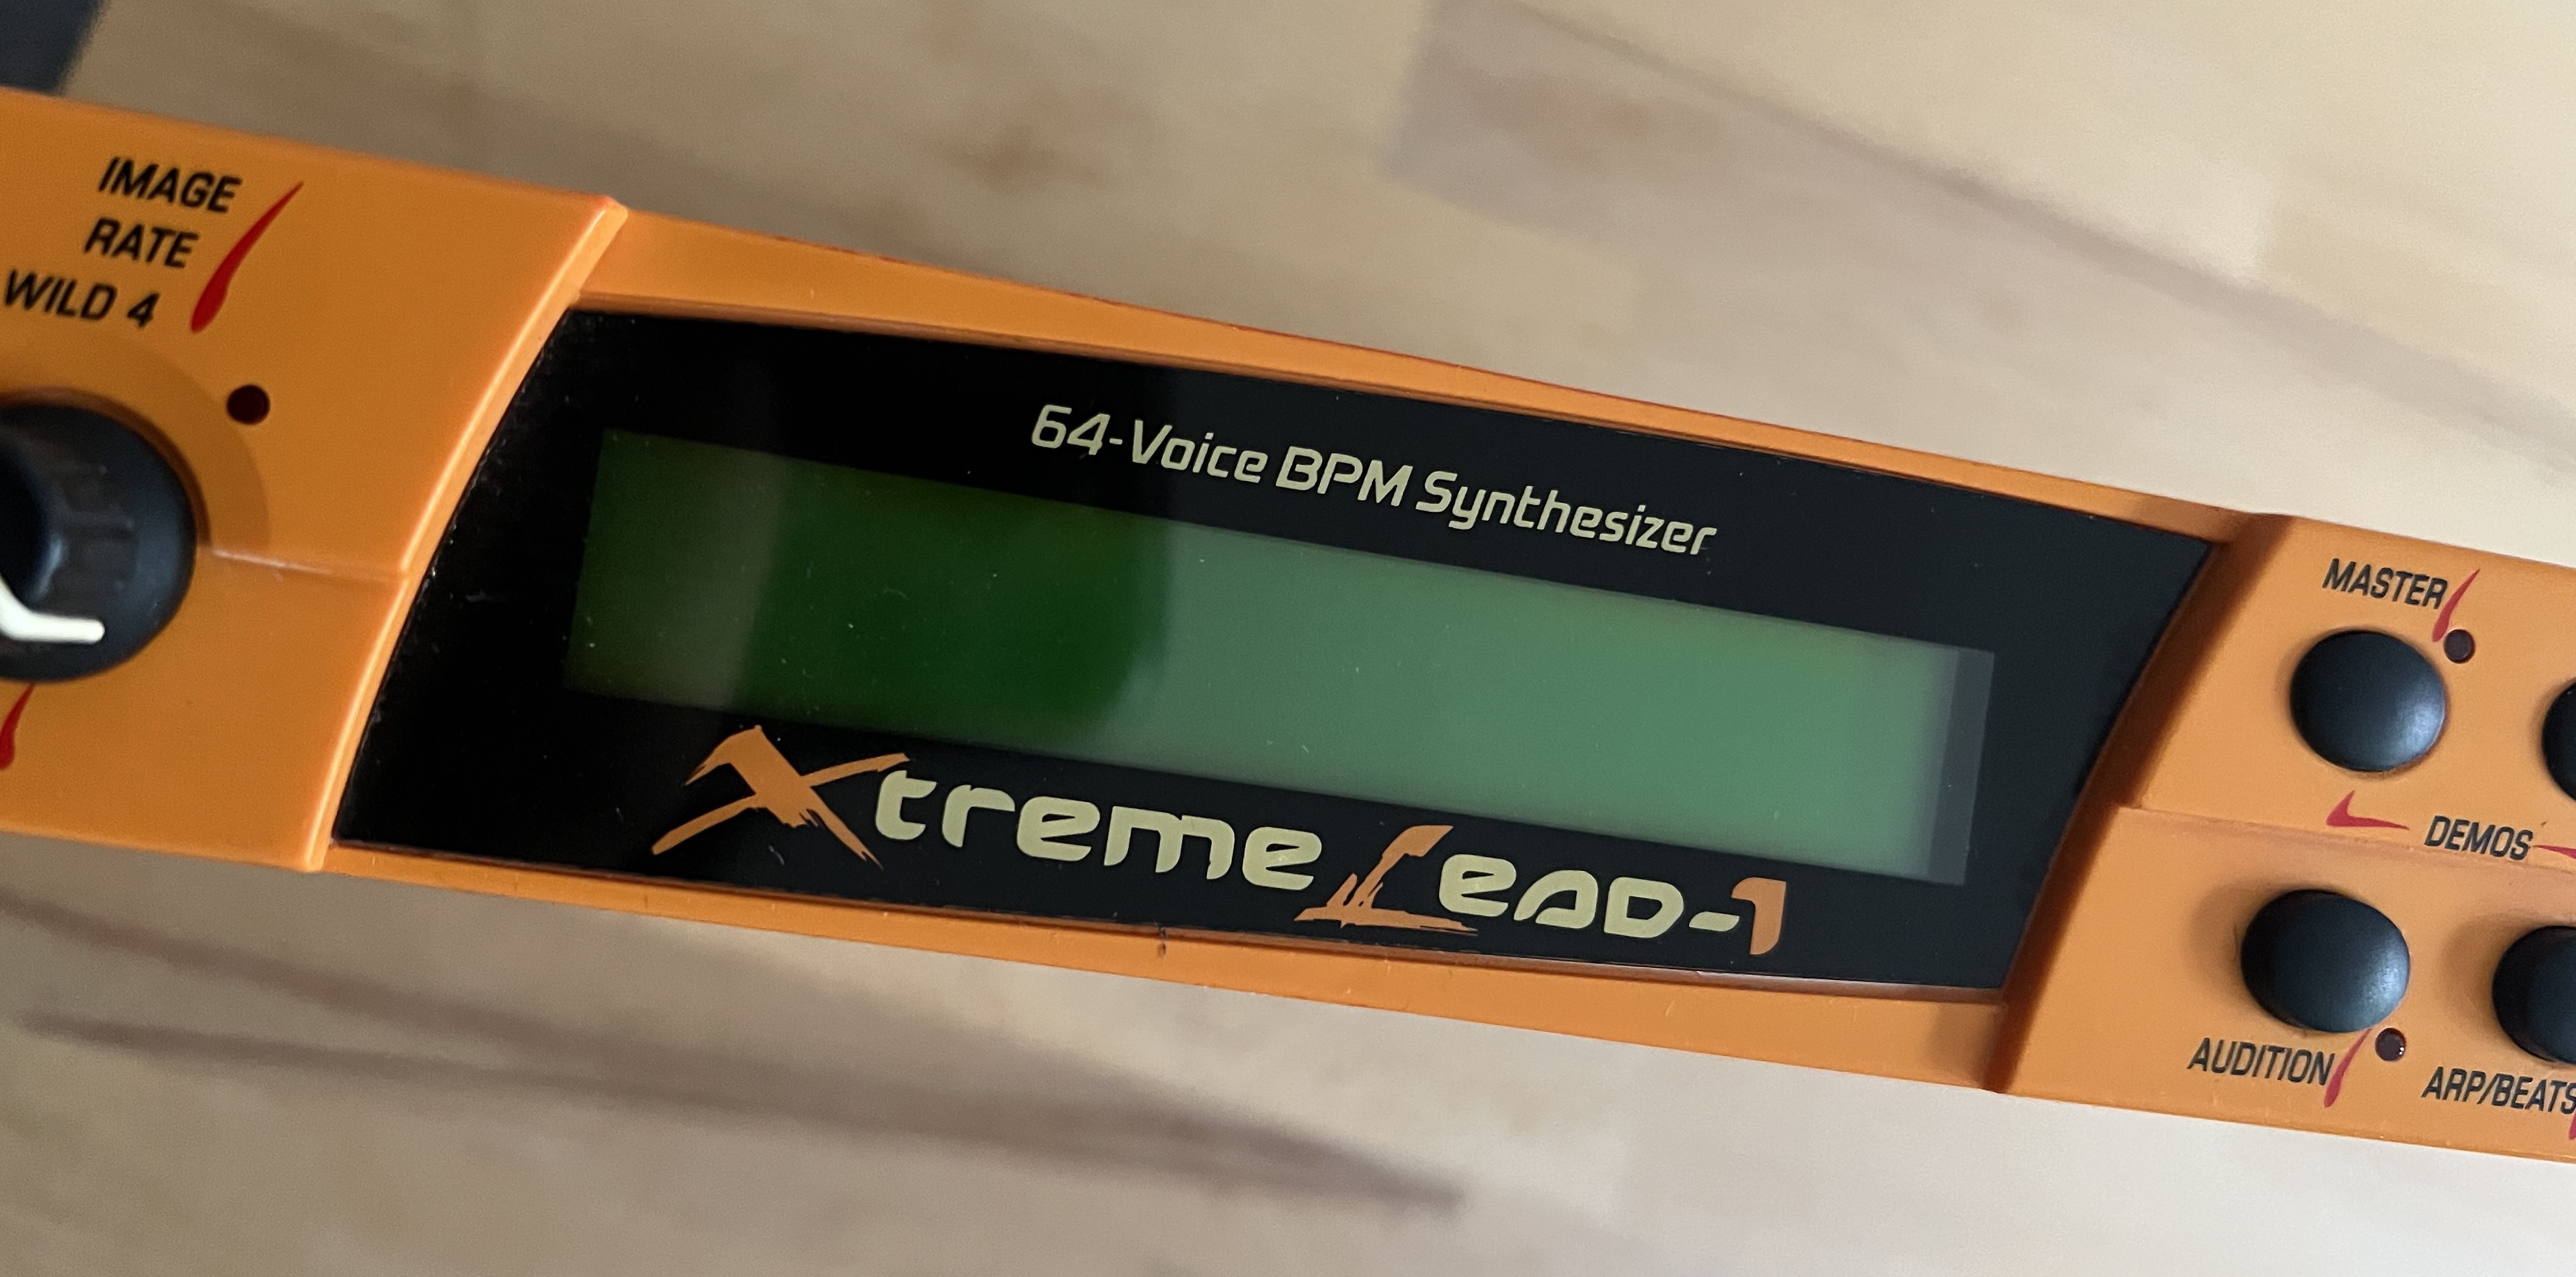 IMAGE
RATE
WILD 4
64-Voice BPM Synthesizer
Xtreme Lead-1
MASTER
DEMOS
AUDITION
ARP/BEATS